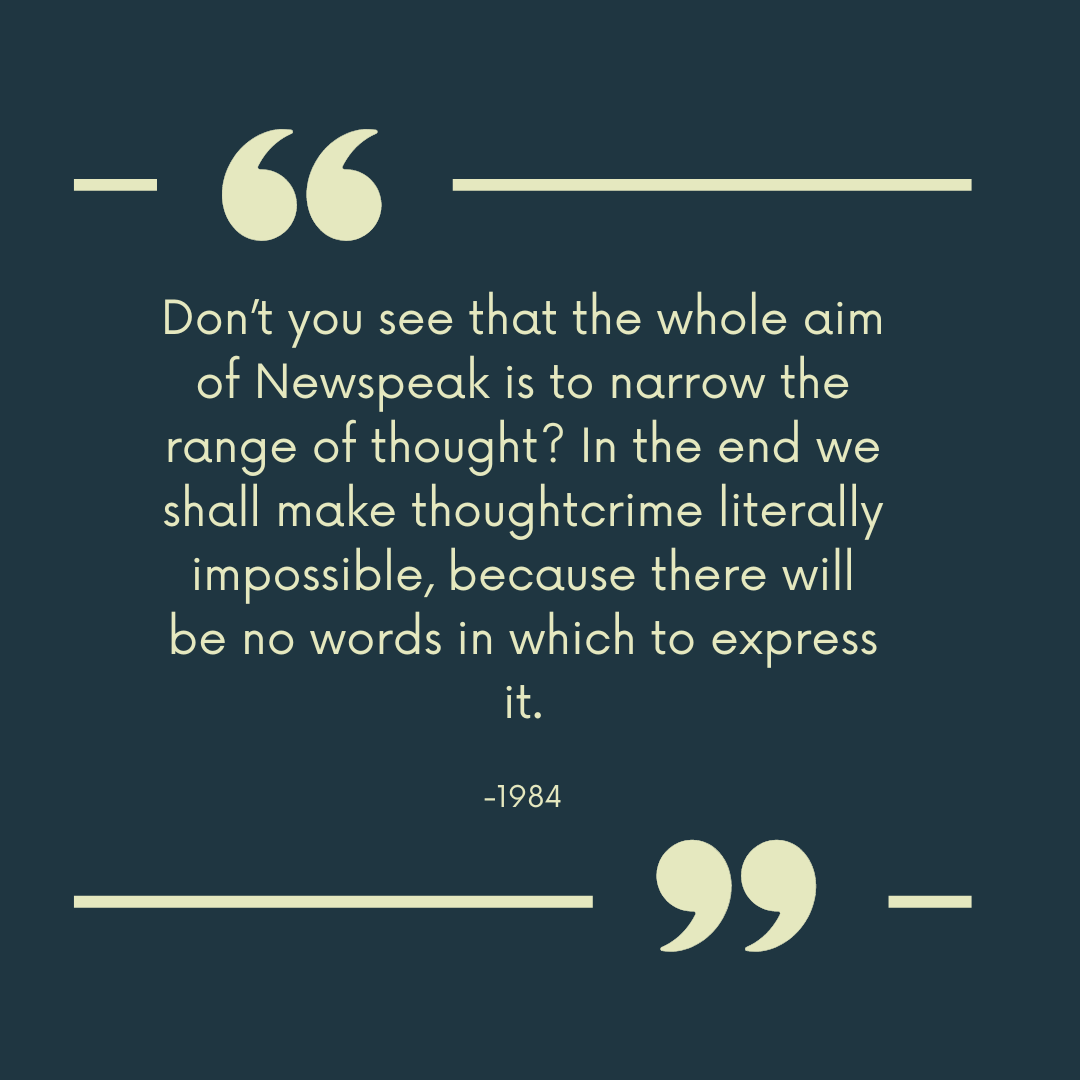 “
Don’t you see that the whole aim
of Newspeak is to narrow the
range of thought? In the end we
shall make thoughtcrime literally
impossible, because there will
be no words in which to express
it.
-1984
”